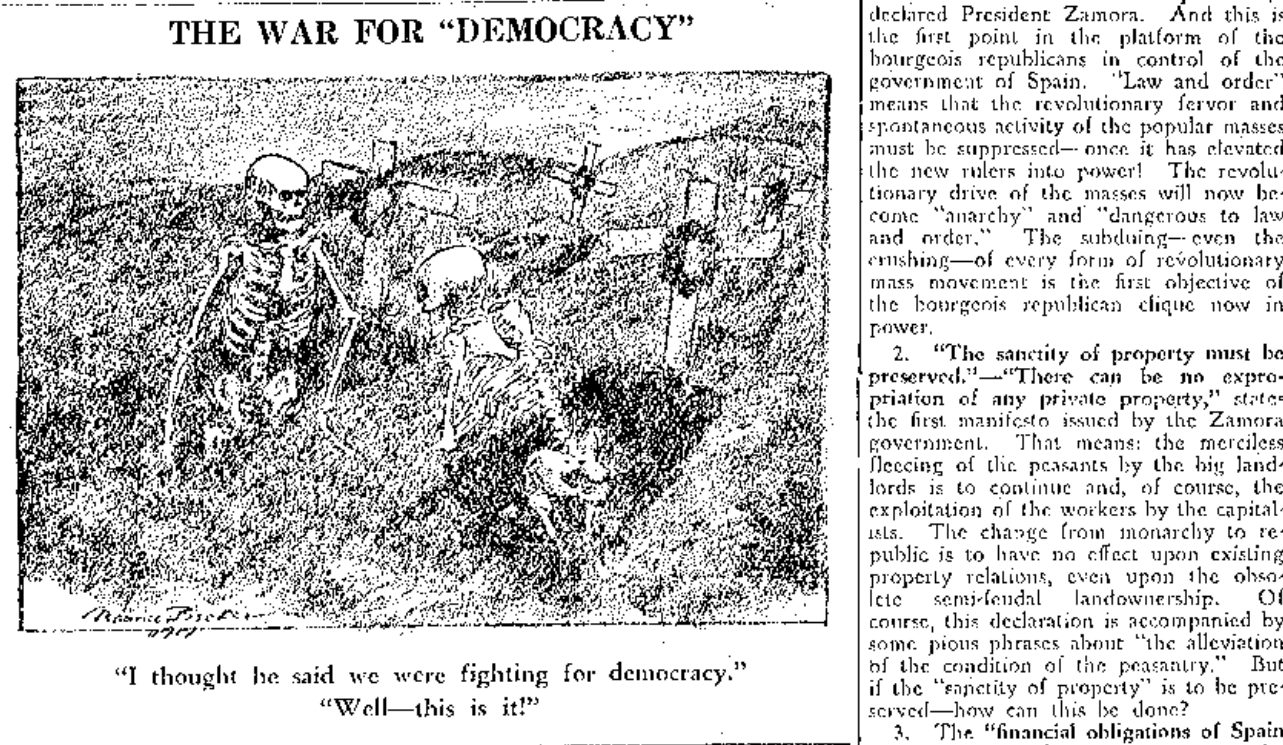 THE WAR FOR "DEMOCRACY"
Maurice Becker
"I thought he said we were fighting for democracy."
"Well—this is it!"
declared President Zamora. And this is
the first point in the platform of the
bourgeois republicans in control of the
government of Spain. "Law and order"
means that the revolutionary fervor and
spontaneous activity of the popular masses
must be suppressed—once it has elevated
the new rulers into power! The revolu-
tionary drive of the masses will now be-
come "anarchy" and "dangerous to law
and order." The subduing—even the
crushing—of every form of revolutionary
mass movement is the first objective of
the bourgeois republican clique now in
power.
2. "The sanctity of property must be
preserved."—"There can be no expro-
priation of any private property," states
the first manifesto issued by the Zamora
government. That means: the merciless
fleecing of the peasants by the big land-
lords is to continue and, of course, the
exploitation of the workers by the capital-
ists. The change from monarchy to re-
public is to have no effect upon existing
property relations, even upon the obso-
lete semi-feudal landownership. Of
course, this declaration is accompanied by
some pious phrases about "the alleviation
of the condition of the peasantry." But
if the "sanctity of property" is to be pre-
served—how can this be done?
3. The "financial obligations of Spain